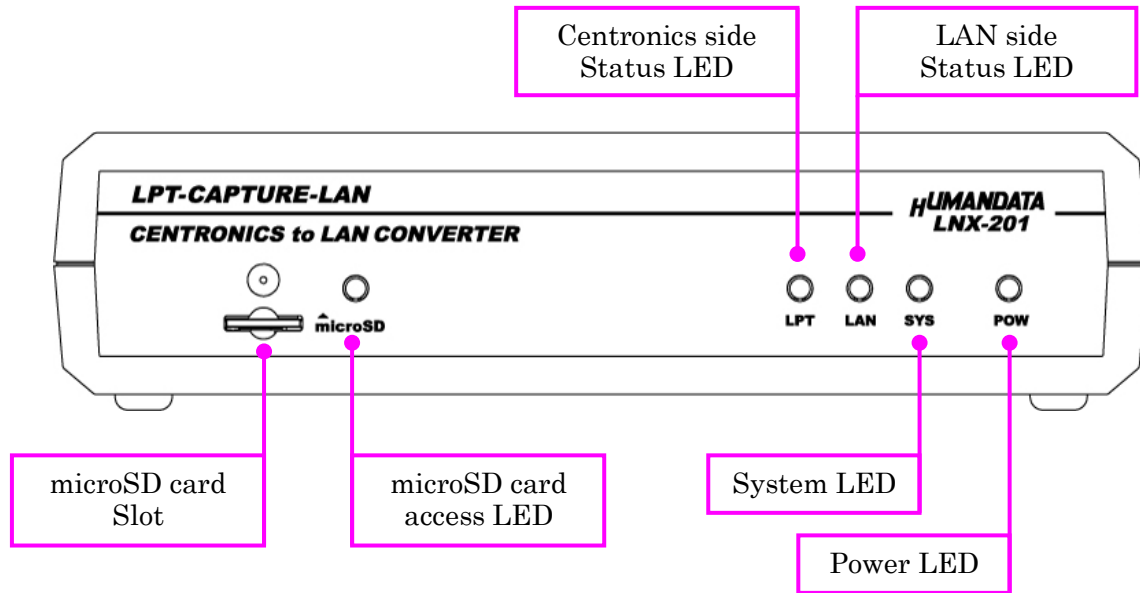 Centronics side
Status LED
LAN side
Status LED
LPT-CAPTURE-LAN
HUMANDATA
LNX-201
CENTRONICS to LAN CONVERTER
microSD
LPT
LAN
SYS
POW
microSD card
Slot
microSD card
access LED
System LED
Power LED